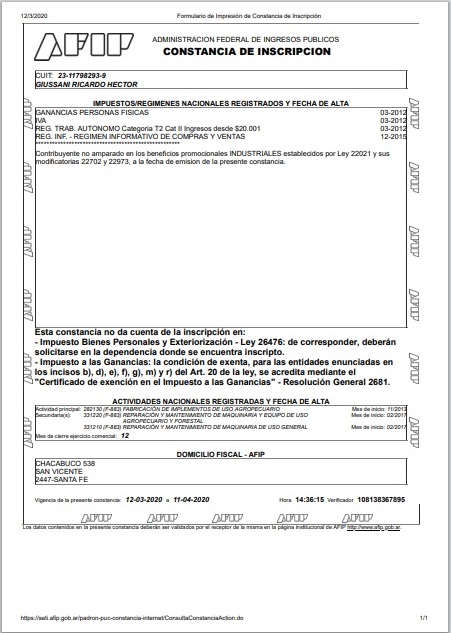 12/3/2020 Formulario de Impresión de Constancia de Inscripción
AFIP
ADMINISTRACION FEDERAL DE INGRESOS PUBLICOS
CONSTANCIA DE INSCRIPCION
CUIT: 23-11798293-9
GIUSSANI RICARDO HECTOR
IMPUESTOS/REGIMENES NACIONALES REGISTRADOS Y FECHA DE ALTA
GANANCIAS PERSONAS FISICAS 03-2012
IVA 03-2012
REG. TRAB. AUTONOMO Categoria T2 Cat II Ingresos desde $20.001 03-2012
REG. INF. - REGIMEN INFORMATIVO DE COMPRAS Y VENTAS 12-2015
Contribuyente no amparado en los beneficios promocionales INDUSTRIALES establecidos por Ley 22021 y sus
modificatorias 22702 y 22973, a la fecha de emision de la presente constancia.
Esta constancia no da cuenta de la inscripción en:
- Impuesto Bienes Personales y Exteriorización - Ley 26476: de corresponder, deberán
solicitarse en la dependencia donde se encuentra inscripto.
- Impuesto a las Ganancias: la condición de exenta, para las entidades enunciadas en
los incisos b), d), e), f), g), m) y r) del Art. 20 de la ley, se acredita mediante el
"Certificado de exención en el Impuesto a las Ganancias" - Resolución General 2681.
ACTIVIDADES NACIONALES REGISTRADAS Y FECHA DE ALTA
Actividad principal: 282130 (F-883) FABRICACIÓN DE IMPLEMENTOS DE USO AGROPECUARIO Mes de inicio: 11/2013
Secundaria(s): 331220 (F-883) REPARACIÓN Y MANTENIMIENTO DE MAQUINARIA Y EQUIPO DE USO Mes de inicio: 02/2017
AGROPECUARIO Y FORESTAL
331210 (F-883) REPARACIÓN Y MANTENIMIENTO DE MAQUINARIA DE USO GENERAL Mes de inicio: 02/2017
Mes de cierre ejercicio comercial: 12
DOMICILIO FISCAL - AFIP
CHACABUCO 538
SAN VICENTE
2447-SANTA FE
Vigencia de la presente constancia: 12-03-2020 a 11-04-2020 Hora 14:36:15 Verificador 108138367895
AFIP AFIP AFIP AFIP AFIP
Los datos contenidos en la presente constancia deberán ser validados por el receptor de la misma en la página institucional de AFIP http://www.afip.gob.ar.
https://seti.afip.gob.ar/padron-puc-constancia-internet/ConsultaConstanciaAction.do 1/1